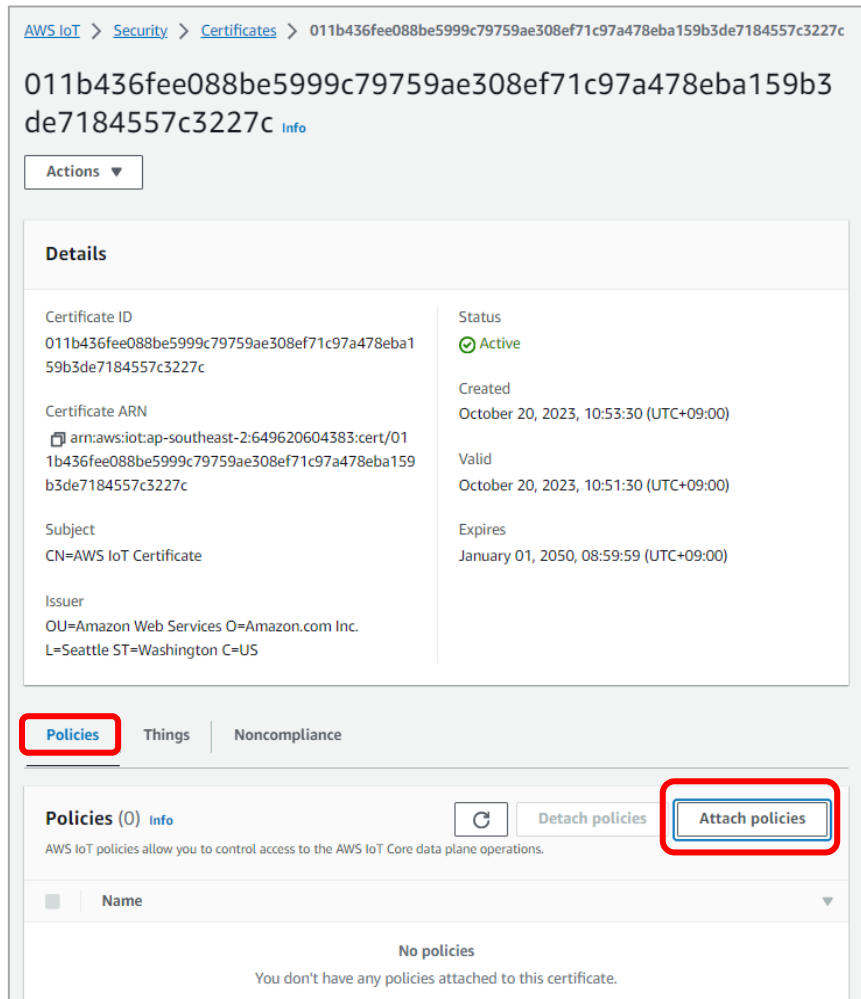 AWS IoT > Security > Certificates > 011b436fee088be5999c79759ae308ef71c97a478eba159b3de7184557c3227c
011b436fee088be5999c79759ae308ef71c97a478eba159b3
de7184557c3227c Info
Actions ▼
Details
Certificate ID
011b436fee088be5999c79759ae308ef71c97a478eba1
59b3de7184557c3227c
Certificate ARN
arn:aws:iot:ap-southeast-2:649620604383:cert/01
1b436fee088be5999c79759ae308ef71c97a478eba159
b3de7184557c3227c
Subject
CN=AWS IoT Certificate
Issuer
OU=Amazon Web Services O=Amazon.com Inc.
L=Seattle ST=Washington C=US
Status
Active
Created
October 20, 2023, 10:53:30 (UTC+09:00)
Valid
October 20, 2023, 10:51:30 (UTC+09:00)
Expires
January 01, 2050, 08:59:59 (UTC+09:00)
Policies Things Noncompliance
Policies (0) Info Detach policies Attach policies
AWS IoT policies allow you to control access to the AWS IoT Core data plane operations.
Name
No policies
You don't have any policies attached to this certificate.